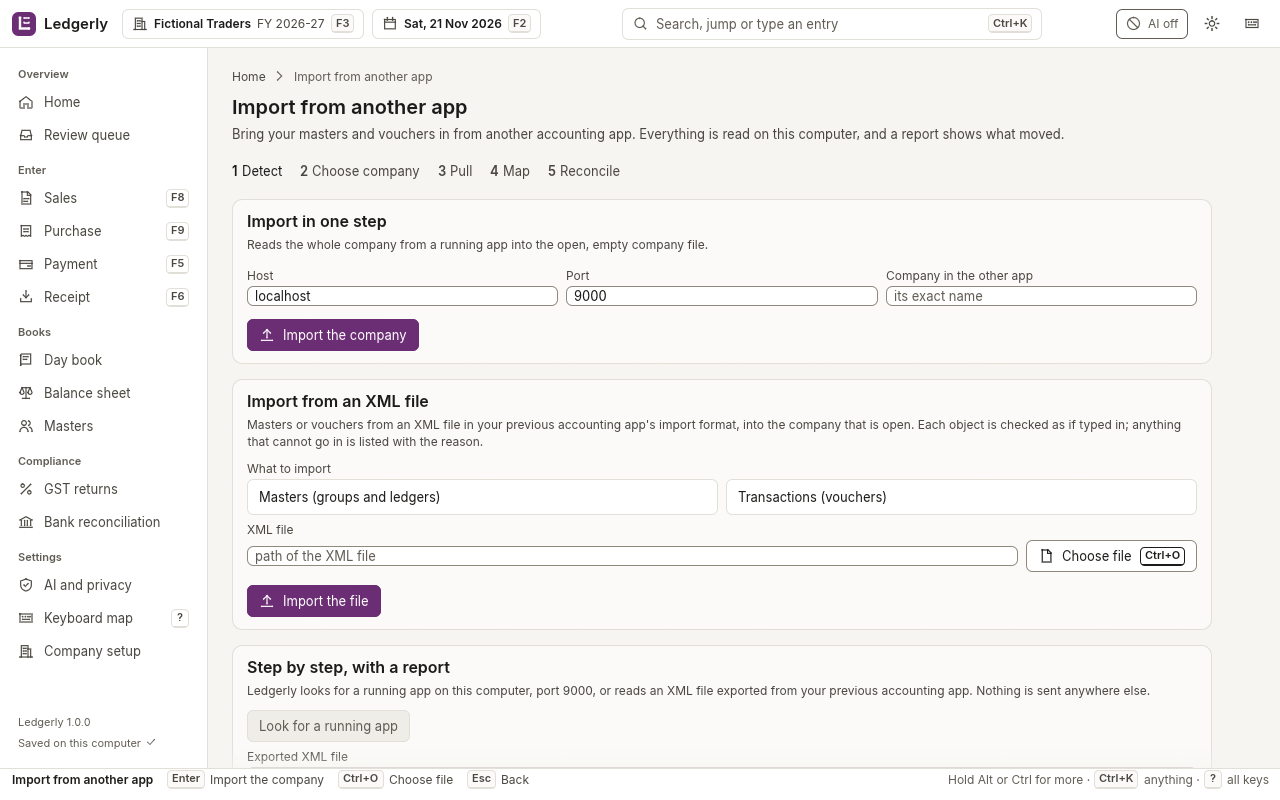 Ledgerly
Fictional Traders FY 2026-27 F3
Sat, 21 Nov 2026 F2
Search, jump or type an entry Ctrl+K
AI off
Overview
Home
Review queue
Enter
Sales F8
Purchase F9
Payment F5
Receipt F6
Books
Day book
Balance sheet
Masters
Compliance
GST returns
Bank reconciliation
Settings
AI and privacy
Keyboard map ?
Company setup
Ledgerly 1.0.0
Saved on this computer
Home > Import from another app
Import from another app
Bring your masters and vouchers in from another accounting app. Everything is read on this computer, and a report shows what moved.
1 Detect 2 Choose company 3 Pull 4 Map 5 Reconcile
Import in one step
Reads the whole company from a running app into the open, empty company file.
Host Port Company in the other app
localhost 9000 its exact name
Import the company
Import from an XML file
Masters or vouchers from an XML file in your previous accounting app's import format, into the company that is open. Each object is checked as if typed in; anything
that cannot go in is listed with the reason.
What to import
Masters (groups and ledgers) Transactions (vouchers)
XML file
path of the XML file Choose file Ctrl+O
Import the file
Step by step, with a report
Ledgerly looks for a running app on this computer, port 9000, or reads an XML file exported from your previous accounting app. Nothing is sent anywhere else.
Look for a running app
Exported XML file
Import from another app Enter Import the company Ctrl+O Choose file Esc Back Hold Alt or Ctrl for more · Ctrl+K anything · ? all keys